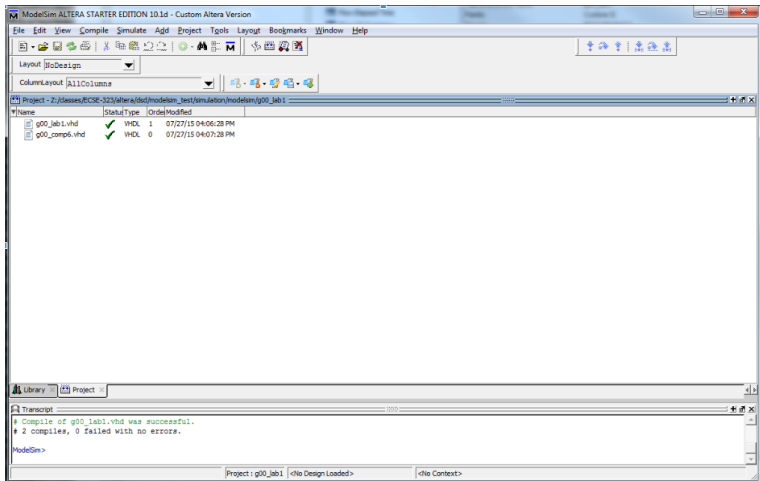 ModelSim ALTERA STARTER EDITION 10.1d - Custom Altera Version
File Edit View Compile Simulate Add Project Tools Layout Bookmarks Window Help
Layout NoDesign
ColumnLayout AllColumns
Project - Z:/classes/ECSE-323/altera/dsd/modelsim_test/simulation/modelsim/g00_lab1
Name Status Type Order Modified
g00_lab1.vhd VHDL 1 07/27/15 04:06:28 PM
g00_comp6.vhd VHDL 0 07/27/15 04:07:28 PM
Library Project
Transcript
# Compile of g00_lab1.vhd was successful.
# 2 compiles, 0 failed with no errors.
ModelSim>
Project : g00_lab1 <No Design Loaded> <No Context>